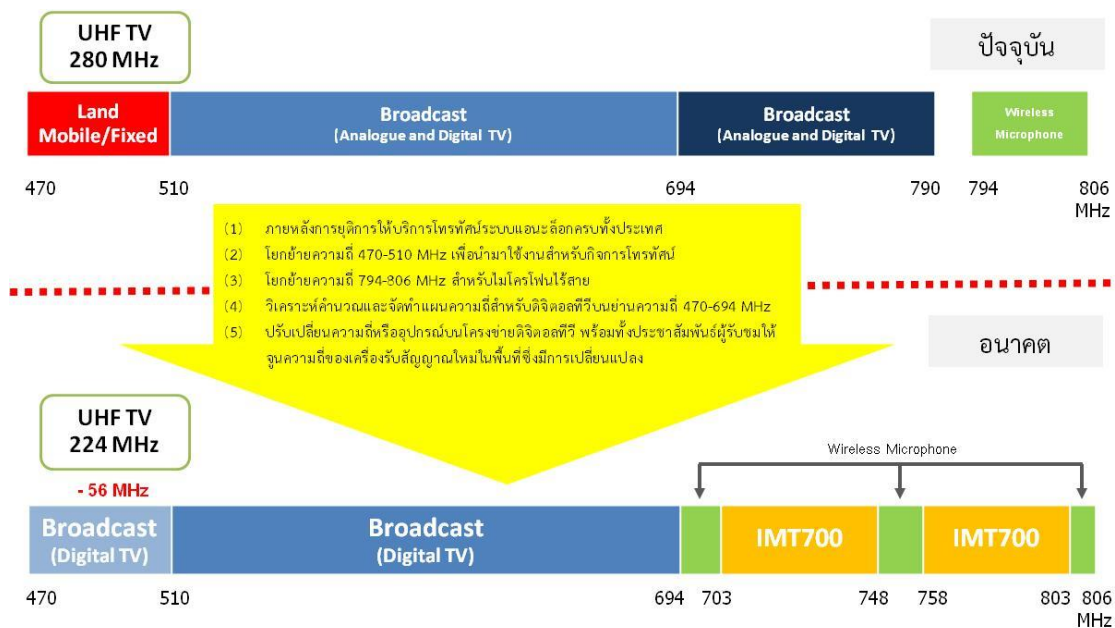 UHF TV
280 MHz
ปัจจุบัน
Land
Mobile/Fixed
Broadcast
(Analogue and Digital TV)
Broadcast
(Analogue and Digital TV)
Wireless
Microphone
470
510
694
790
794
806
MHz
(1) ภายหลังการยุติการให้บริการโทรทัศน์ระบบแอนะล็อกครบทั้งประเทศ
(2) โยกย้ายความถี่ 470-510 MHz เพื่อนำมาใช้งานสำหรับกิจการโทรทัศน์
(3) โยกย้ายความถี่ 794-806 MHz สำหรับไมโครโฟนไร้สาย
(4) วิเคราะห์คำนวณและจัดทำแผนความถี่สำหรับดิจิตอลทีวีบนย่านความถี่ 470-694 MHz
(5) ปรับเปลี่ยนความถี่หรืออุปกรณ์บนโครงข่ายดิจิตอลทีวี พร้อมทั้งประชาสัมพันธ์ผู้รับชมให้
จูนความถี่ของเครื่องรับสัญญาณใหม่ในพื้นที่ซึ่งมีการเปลี่ยนแปลง
อนาคต
UHF TV
224 MHz
- 56 MHz
Wireless Microphone
Broadcast
(Digital TV)
Broadcast
(Digital TV)
IMT700
IMT700
470
510
694
703
748
758
803
806
MHz